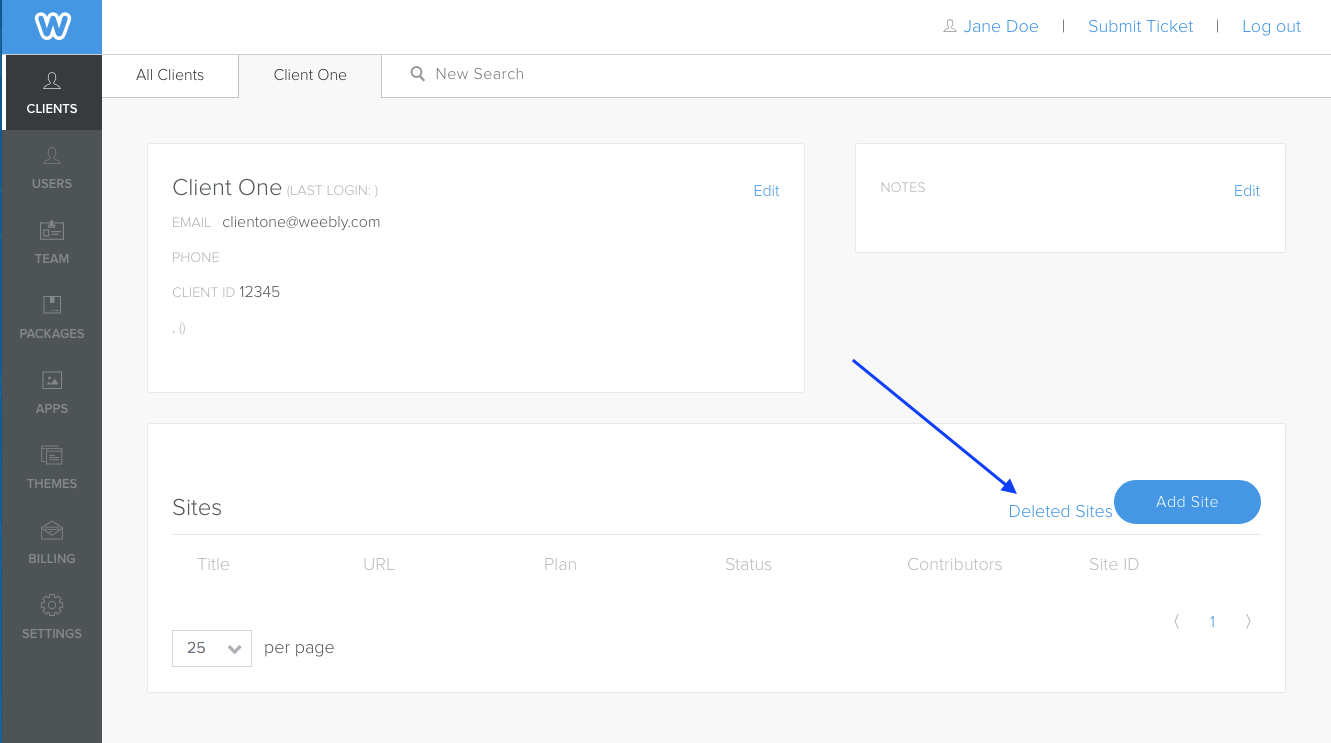 W
Jane Doe | Submit Ticket | Log out
All Clients
Client One
New Search
CLIENTS
USERS
TEAM
PACKAGES
APPS
THEMES
BILLING
SETTINGS
Client One (LAST LOGIN: ) Edit
EMAIL clientone@weebly.com
PHONE
CLIENT ID 12345
, ()
NOTES Edit
Sites Deleted Sites Add Site
Title URL Plan Status Contributors Site ID
〈 1 〉
25 per page